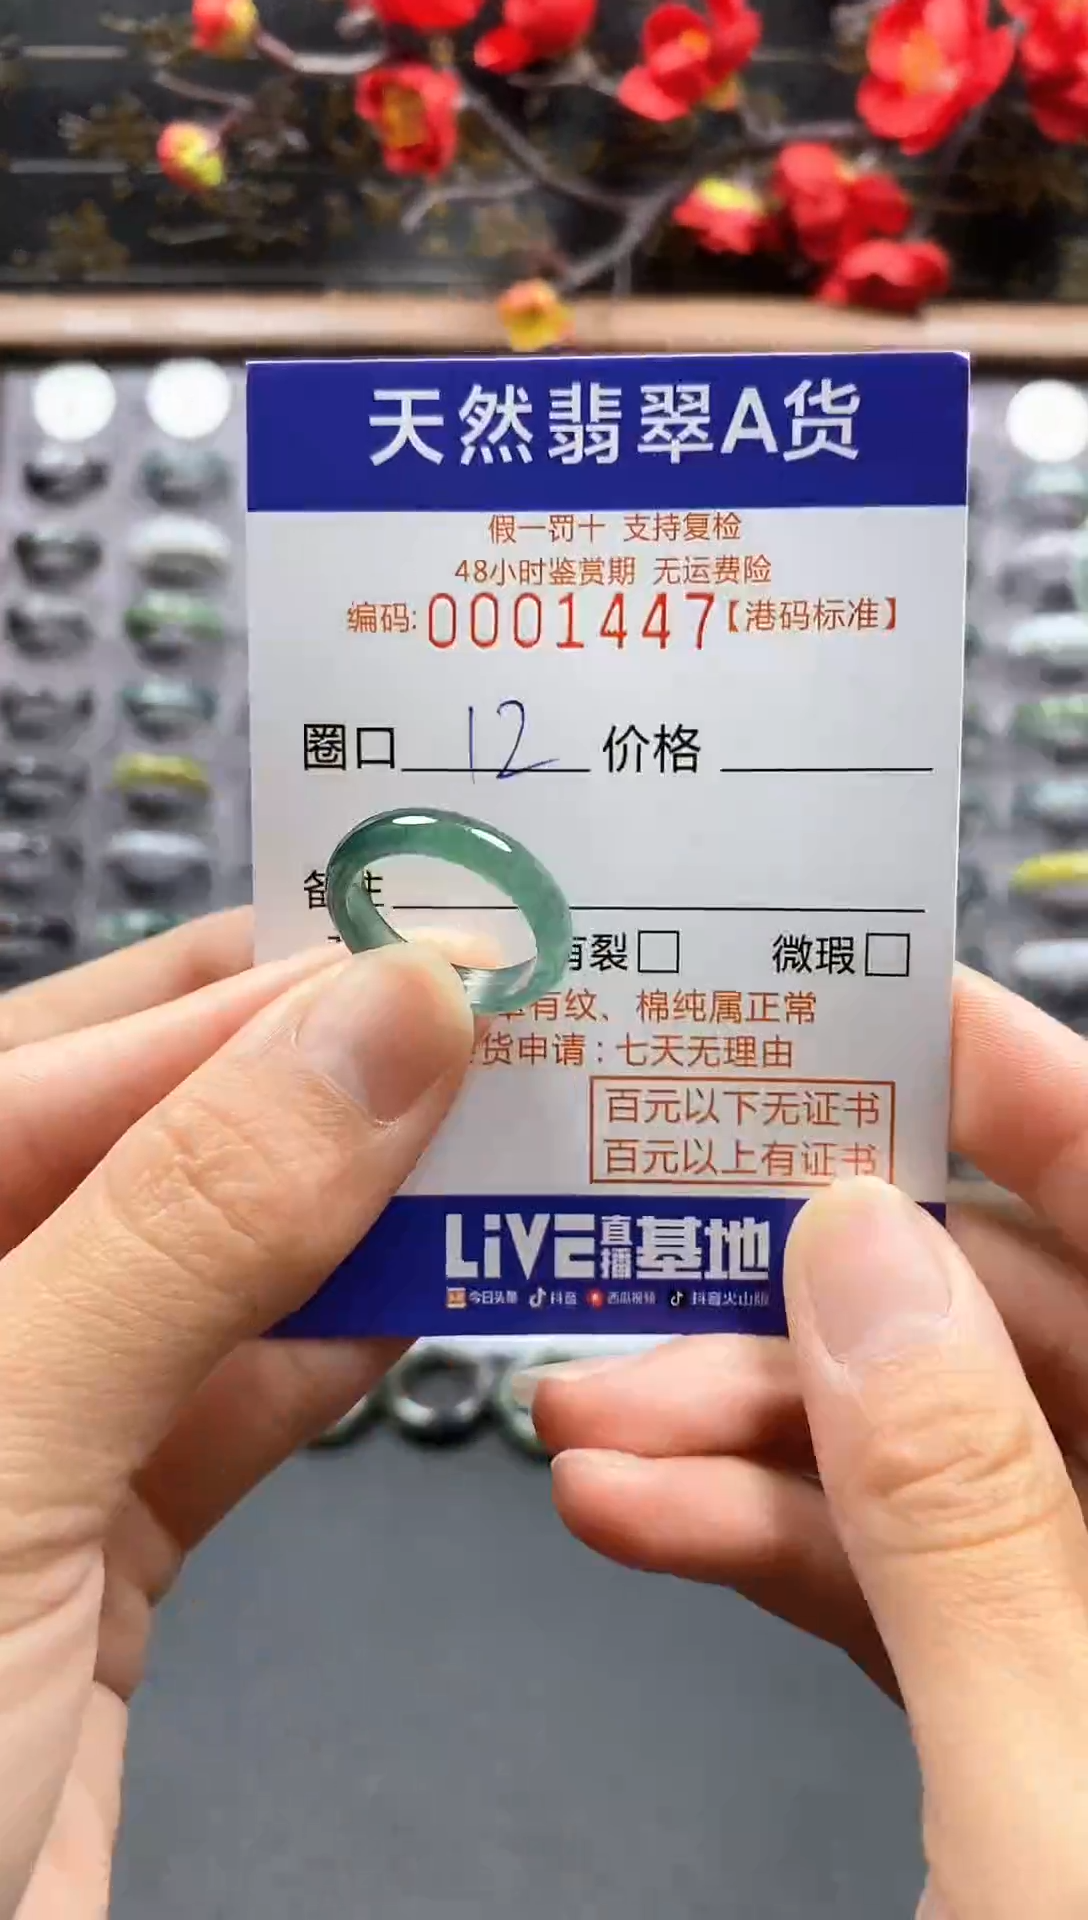 天然翡翠A货
假一罚十 支持复检
48小时鉴赏期 无运费险
编码:0001447【港码标准】
圈口 12 价格
备注
有裂□ 微瑕□
有纹、棉纯属正常
货申请:七天无理由
百元以下无证书
百元以上有证书
LiVE直播基地
今日头条 抖音 西瓜视频 抖音火山版